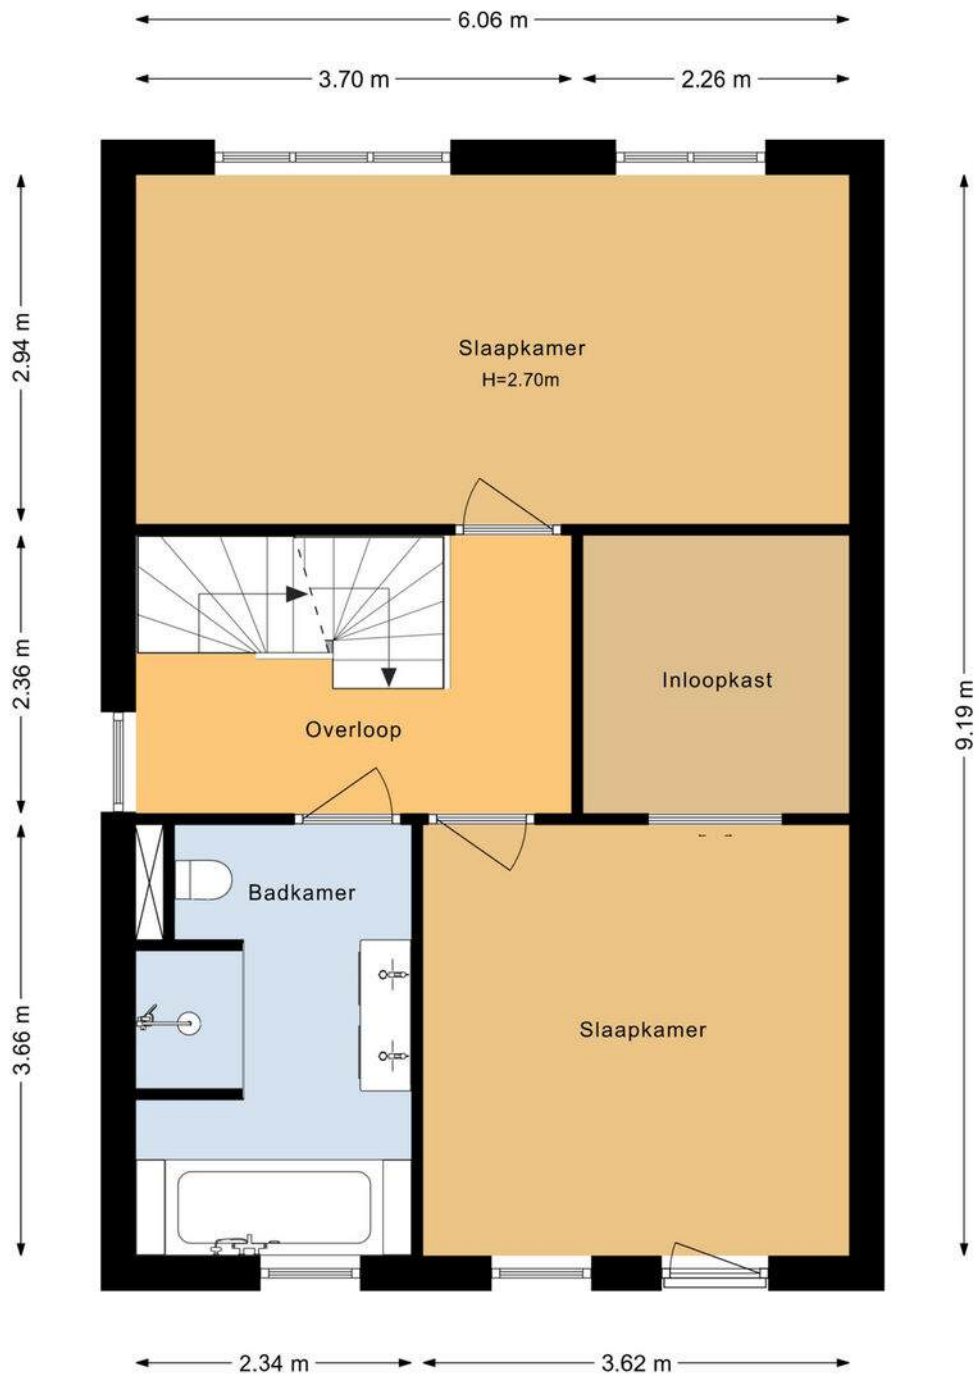 6.06 m
3.70 m
2.26 m
2.94 m
Slaapkamer
H=2.70m
2.36 m
Inloopkast
9.19 m
Overloop
Badkamer
3.66 m
Slaapkamer
2.34 m
3.62 m